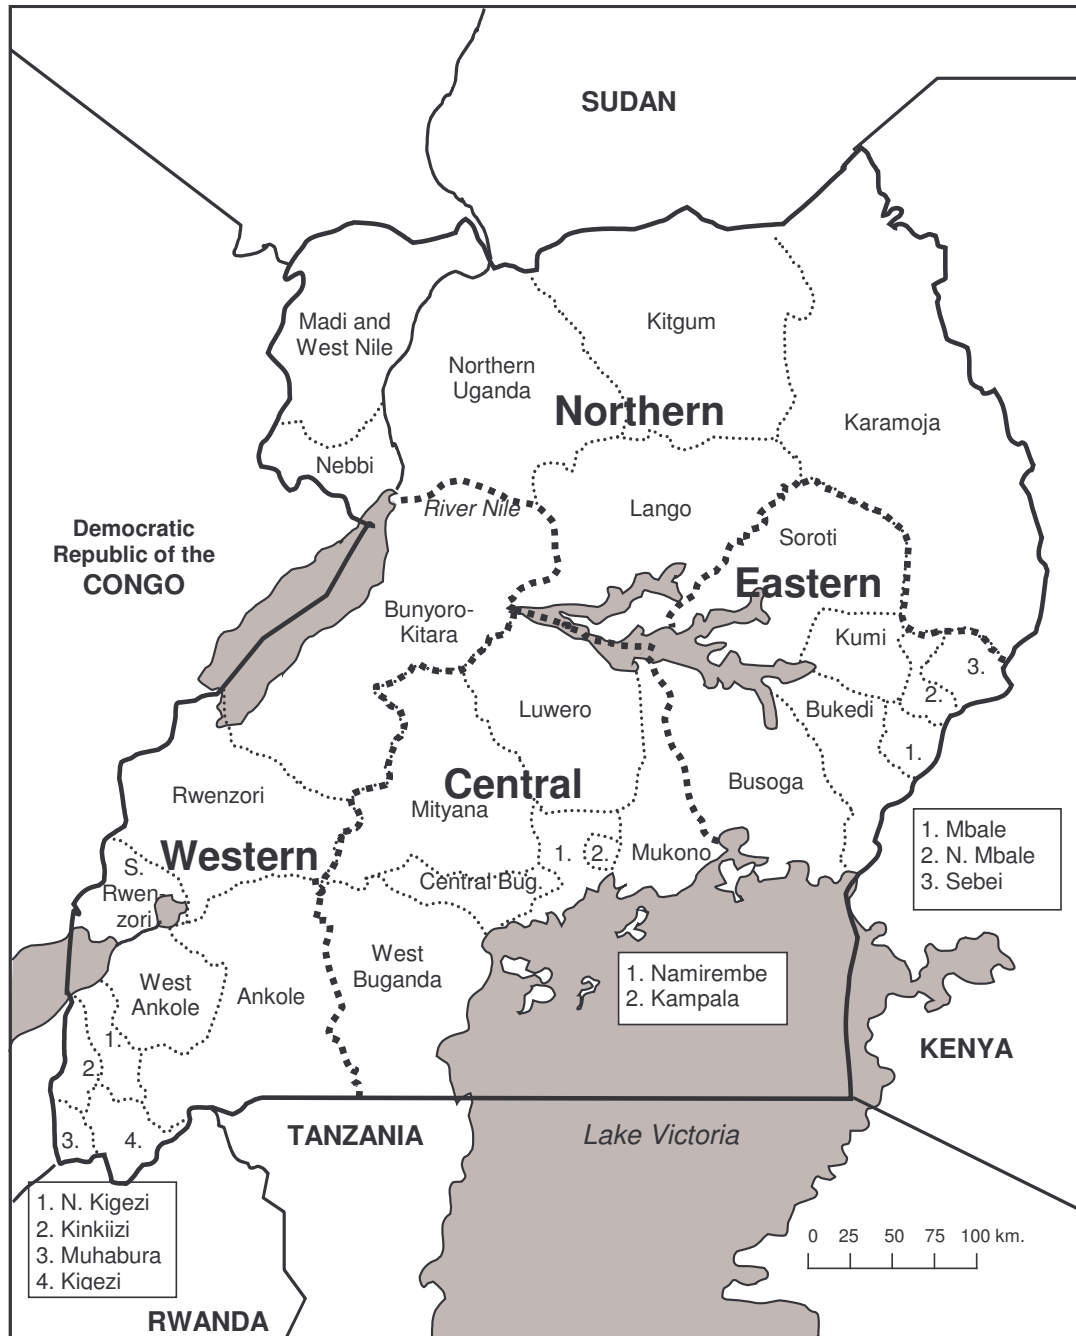 SUDAN
Madi and
West Nile
Kitgum
Northern
Uganda
Northern
Karamoja
Nebbi
River Nile
Lango
Democratic
Republic of the
CONGO
Soroti
Eastern
Bunyoro-
Kitara
Kumi
3.
2.
1.
Luwero
Bukedi
Central
Busoga
Rwenzori
Mityana
Western
1.
2.
Mukono
1. Mbale
2. N. Mbale
3. Sebei
S.
Rwen-
zori
Central Bug.
West
Buganda
West
Ankole
Ankole
1. Namirembe
2. Kampala
1.
2.
KENYA
3.
4.
TANZANIA
Lake Victoria
1. N. Kigezi
2. Kinkiizi
3. Muhabura
4. Kigezi
0 25 50 75 100 km.
RWANDA